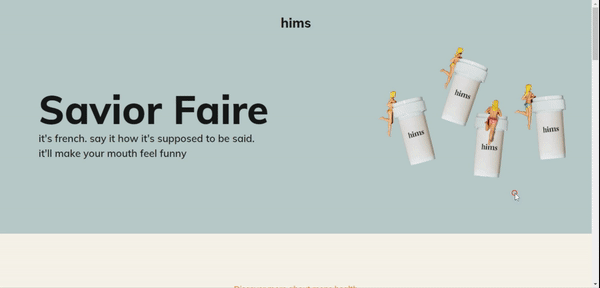 hims
Savior Faire
it's french. say it how it's supposed to be said.
it'll make your mouth feel funny
hims
hims
hims
hims